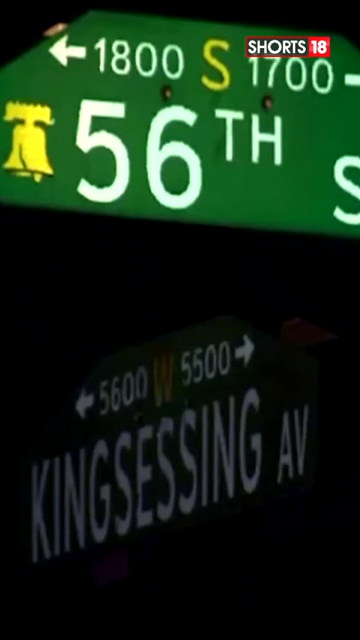 SHORTS 18
←1800 S 1700→
56TH S
←5600 W 5500→
KINGSESSING AV